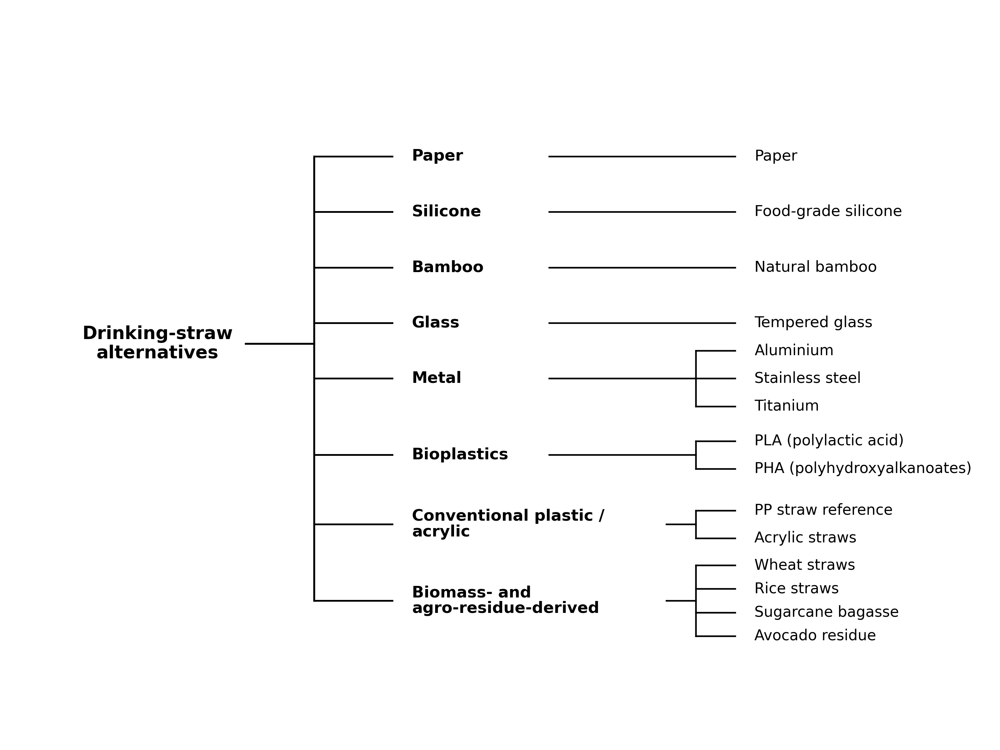 Drinking-straw
alternatives
Paper
Paper
Silicone
Food-grade silicone
Bamboo
Natural bamboo
Glass
Tempered glass
Metal
Aluminium
Stainless steel
Titanium
Bioplastics
PLA (polylactic acid)
PHA (polyhydroxyalkanoates)
Conventional plastic /
acrylic
PP straw reference
Acrylic straws
Biomass- and
agro-residue-derived
Wheat straws
Rice straws
Sugarcane bagasse
Avocado residue